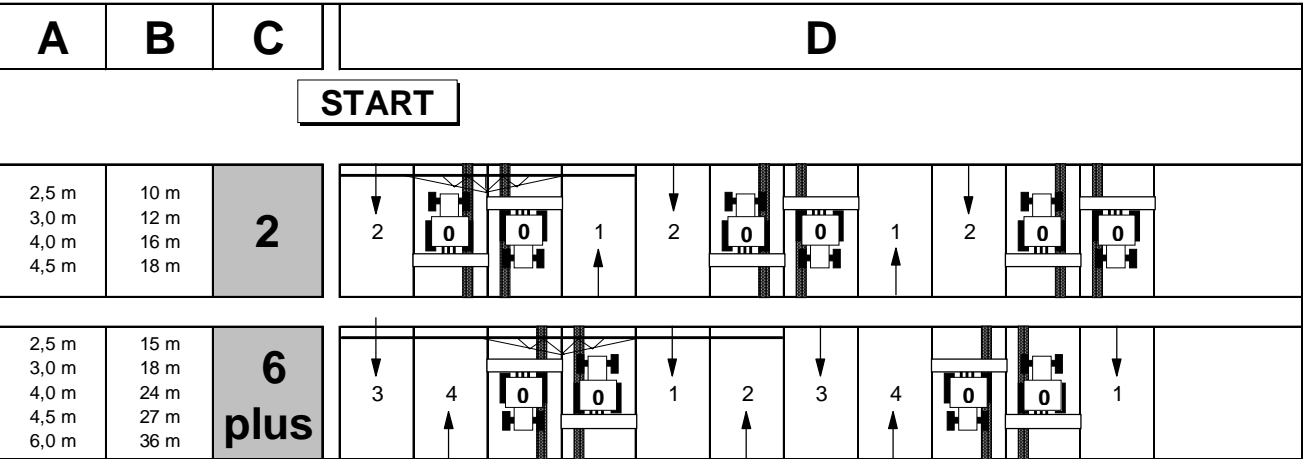 A B C D
START
2,5 m 10 m
3,0 m 12 m
4,0 m 16 m
4,5 m 18 m
2
2 0 0 1 2 0 0 1 2 0 0
2,5 m 15 m
3,0 m 18 m
4,0 m 24 m
4,5 m 27 m
6,0 m 36 m
6
plus
3 4 0 0 1 2 3 4 0 0 1